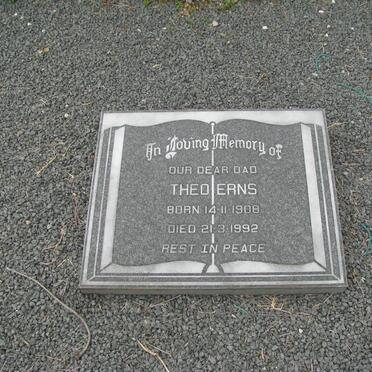 In Loving Memory of
OUR DEAR DAD
THEO ERNS
BORN 14·11·1908
DIED 21·3·1992
REST IN PEACE